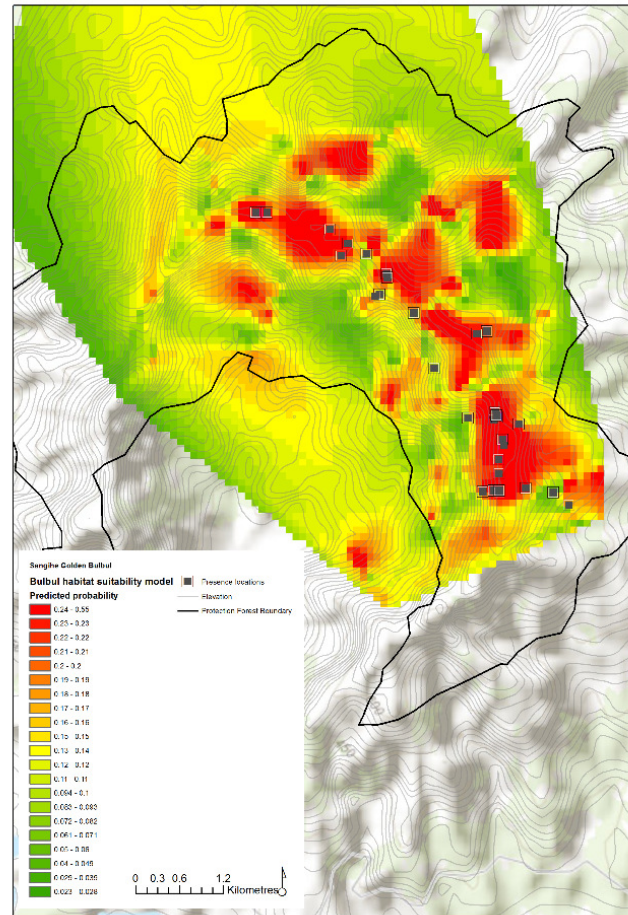 Sangihe Golden Bulbul
Bulbul habitat suitability model
Presence locations
Elevation
Protection Forest Boundary
Predicted probability
0.24 - 0.55
0.23 - 0.23
0.22 - 0.22
0.21 - 0.21
0.2 - 0.2
0.19 - 0.19
0.18 - 0.18
0.17 - 0.17
0.16 - 0.16
0.15 - 0.15
0.13 - 0.14
0.12 - 0.12
0.11 - 0.11
0.094 - 0.1
0.083 - 0.093
0.072 - 0.082
0.061 - 0.071
0.05 - 0.06
0.04 - 0.049
0.029 - 0.039
0.023 - 0.028
0 0.3 0.6 1.2
Kilometres